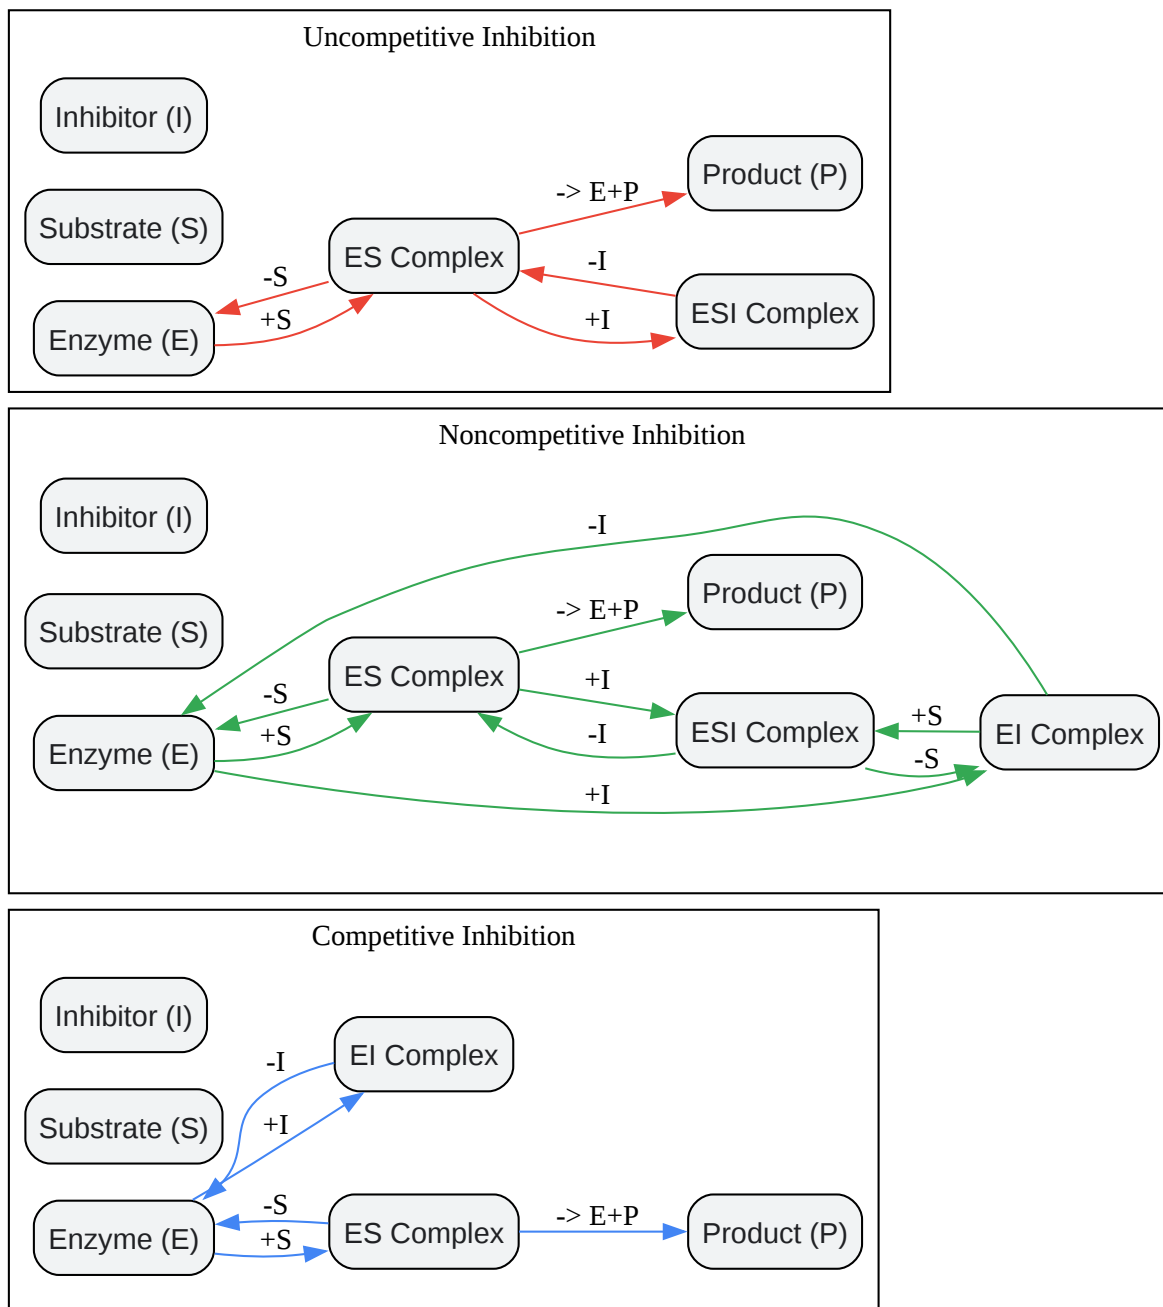 Uncompetitive Inhibition
Inhibitor (I)
Substrate (S)
Enzyme (E)
-S
+S
ES Complex
-> E+P
-I
+I
Product (P)
ESI Complex
Noncompetitive Inhibition
Inhibitor (I)
Substrate (S)
Enzyme (E)
-S
+S
ES Complex
-I
-> E+P
+I
-I
+I
Product (P)
ESI Complex
+S
-S
EI Complex
Competitive Inhibition
Inhibitor (I)
Substrate (S)
Enzyme (E)
-I
+I
-S
+S
EI Complex
ES Complex
-> E+P
Product (P)